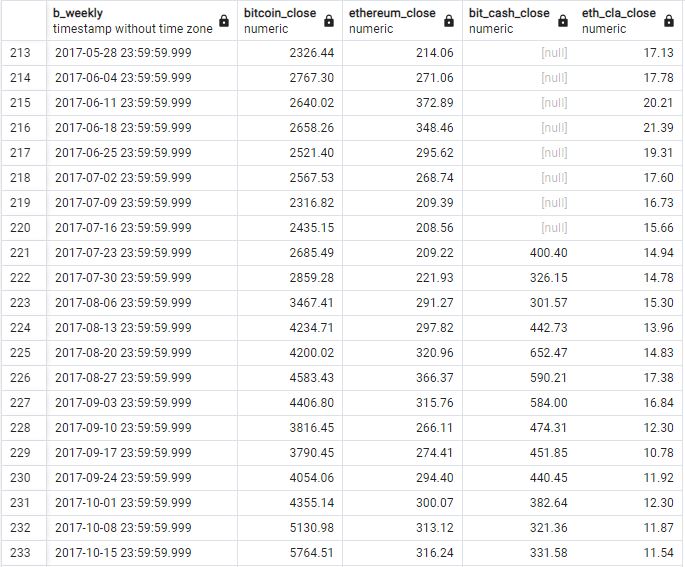 b_weekly bitcoin_close ethereum_close bit_cash_close eth_cla_close
timestamp without time zone numeric numeric numeric numeric
213 2017-05-28 23:59:59.999 2326.44 214.06 [null] 17.13
214 2017-06-04 23:59:59.999 2767.30 271.06 [null] 17.78
215 2017-06-11 23:59:59.999 2640.02 372.89 [null] 20.21
216 2017-06-18 23:59:59.999 2658.26 348.46 [null] 21.39
217 2017-06-25 23:59:59.999 2521.40 295.62 [null] 19.31
218 2017-07-02 23:59:59.999 2567.53 268.74 [null] 17.60
219 2017-07-09 23:59:59.999 2316.82 209.39 [null] 16.73
220 2017-07-16 23:59:59.999 2435.15 208.56 [null] 15.66
221 2017-07-23 23:59:59.999 2685.49 209.22 400.40 14.94
222 2017-07-30 23:59:59.999 2859.28 221.93 326.15 14.78
223 2017-08-06 23:59:59.999 3467.41 291.27 301.57 15.30
224 2017-08-13 23:59:59.999 4234.71 297.82 442.73 13.96
225 2017-08-20 23:59:59.999 4200.02 320.96 652.47 14.83
226 2017-08-27 23:59:59.999 4583.43 366.37 590.21 17.38
227 2017-09-03 23:59:59.999 4406.80 315.76 584.00 16.84
228 2017-09-10 23:59:59.999 3816.45 266.11 474.31 12.30
229 2017-09-17 23:59:59.999 3790.45 274.41 451.85 10.78
230 2017-09-24 23:59:59.999 4054.06 294.40 440.45 11.92
231 2017-10-01 23:59:59.999 4355.14 300.07 382.64 12.30
232 2017-10-08 23:59:59.999 5130.98 313.12 321.36 11.87
233 2017-10-15 23:59:59.999 5764.51 316.24 331.58 11.54